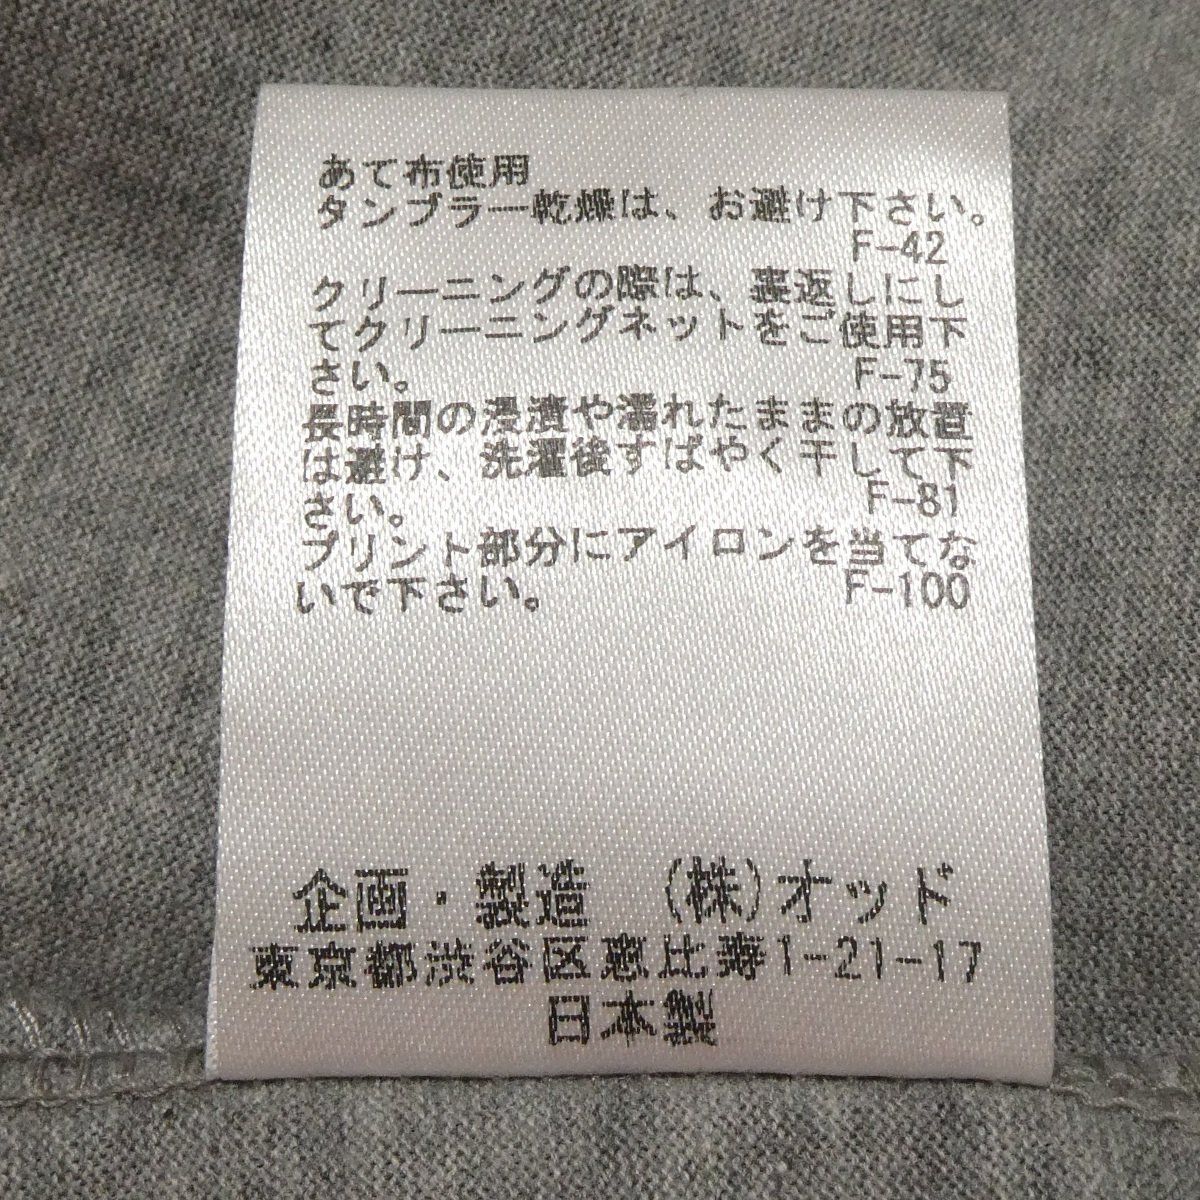 あて布使用
タンブラー乾燥は、お避け下さい。
F-42
クリーニングの際は、裏返しにし
てクリーニングネットをご使用下
さい。 F-75
長時間の浸漬や濡れたままの放置
は避け、洗濯後すばやく干して下
さい。 F-81
プリント部分にアイロンを当てな
いで下さい。 F-100
企画・製造 (株)オッド
東京都渋谷区恵比寿1-21-17
日本製